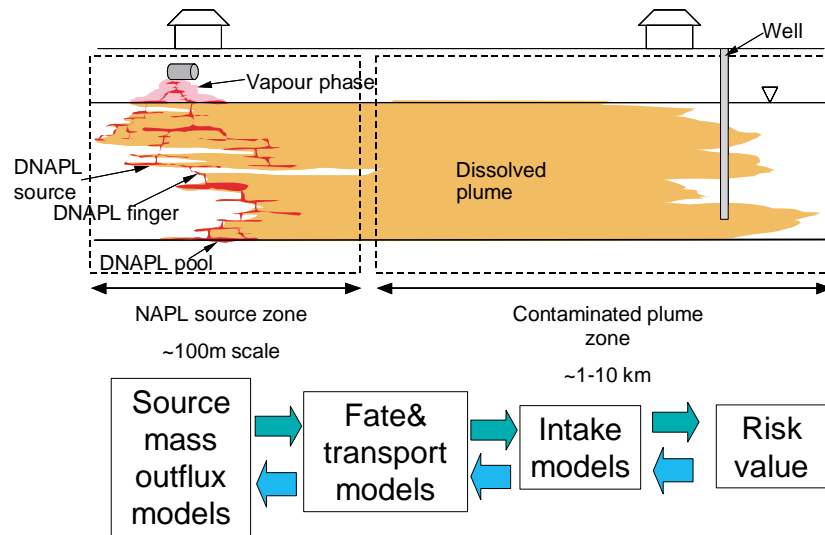 Well
Vapour phase
DNAPL
source
DNAPL finger
Dissolved
plume
DNAPL pool
NAPL source zone
~100m scale
Contaminated plume
zone
~1-10 km
Source
mass
outflux
models
Fate&
transport
models
Intake
models
Risk
value